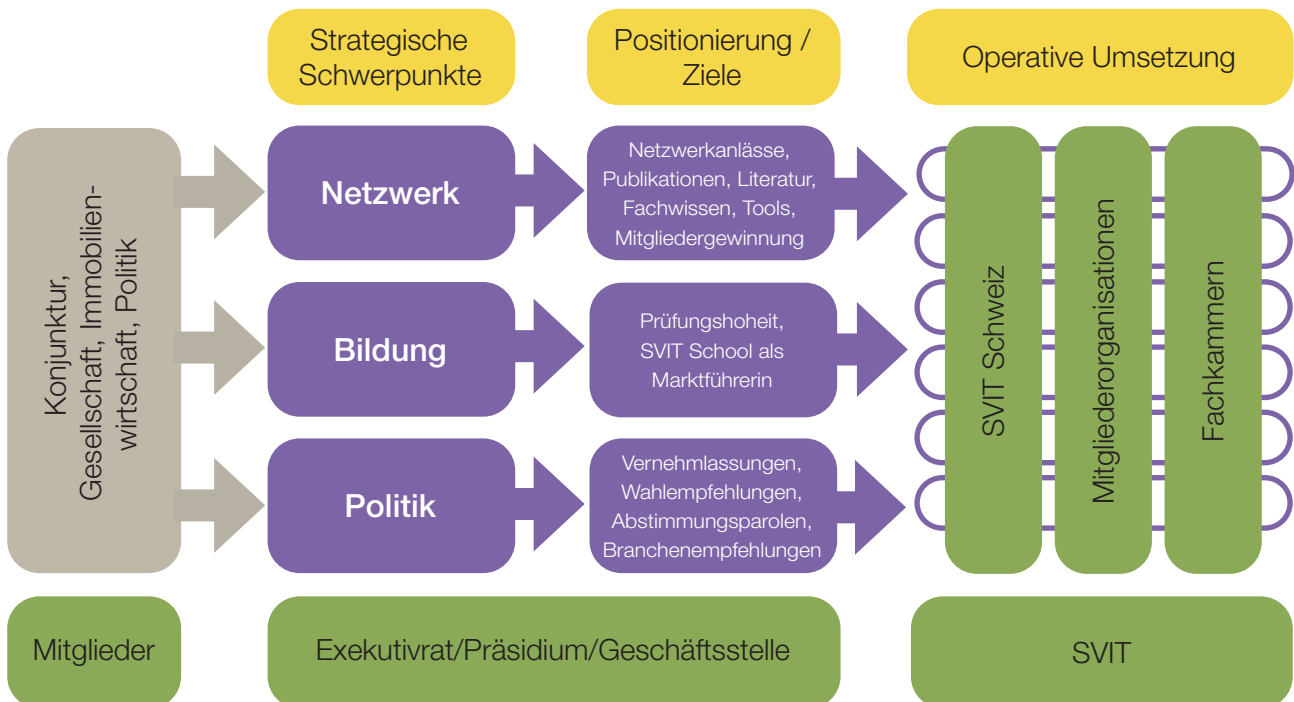 Strategische
Schwerpunkte
Positionierung /
Ziele
Operative Umsetzung
Konjunktur,
Gesellschaft, Immobilien-
wirtschaft, Politik
Netzwerk
Netzwerkanlässe,
Publikationen, Literatur,
Fachwissen, Tools,
Mitgliedergewinnung
Bildung
Prüfungshoheit,
SVIT School als
Marktführerin
Politik
Vernehmlassungen,
Wahlempfehlungen,
Abstimmungsparolen,
Branchenempfehlungen
SVIT Schweiz
Mitgliederorganisationen
Fachkammern
Mitglieder
Exekutivrat/Präsidium/Geschäftsstelle
SVIT